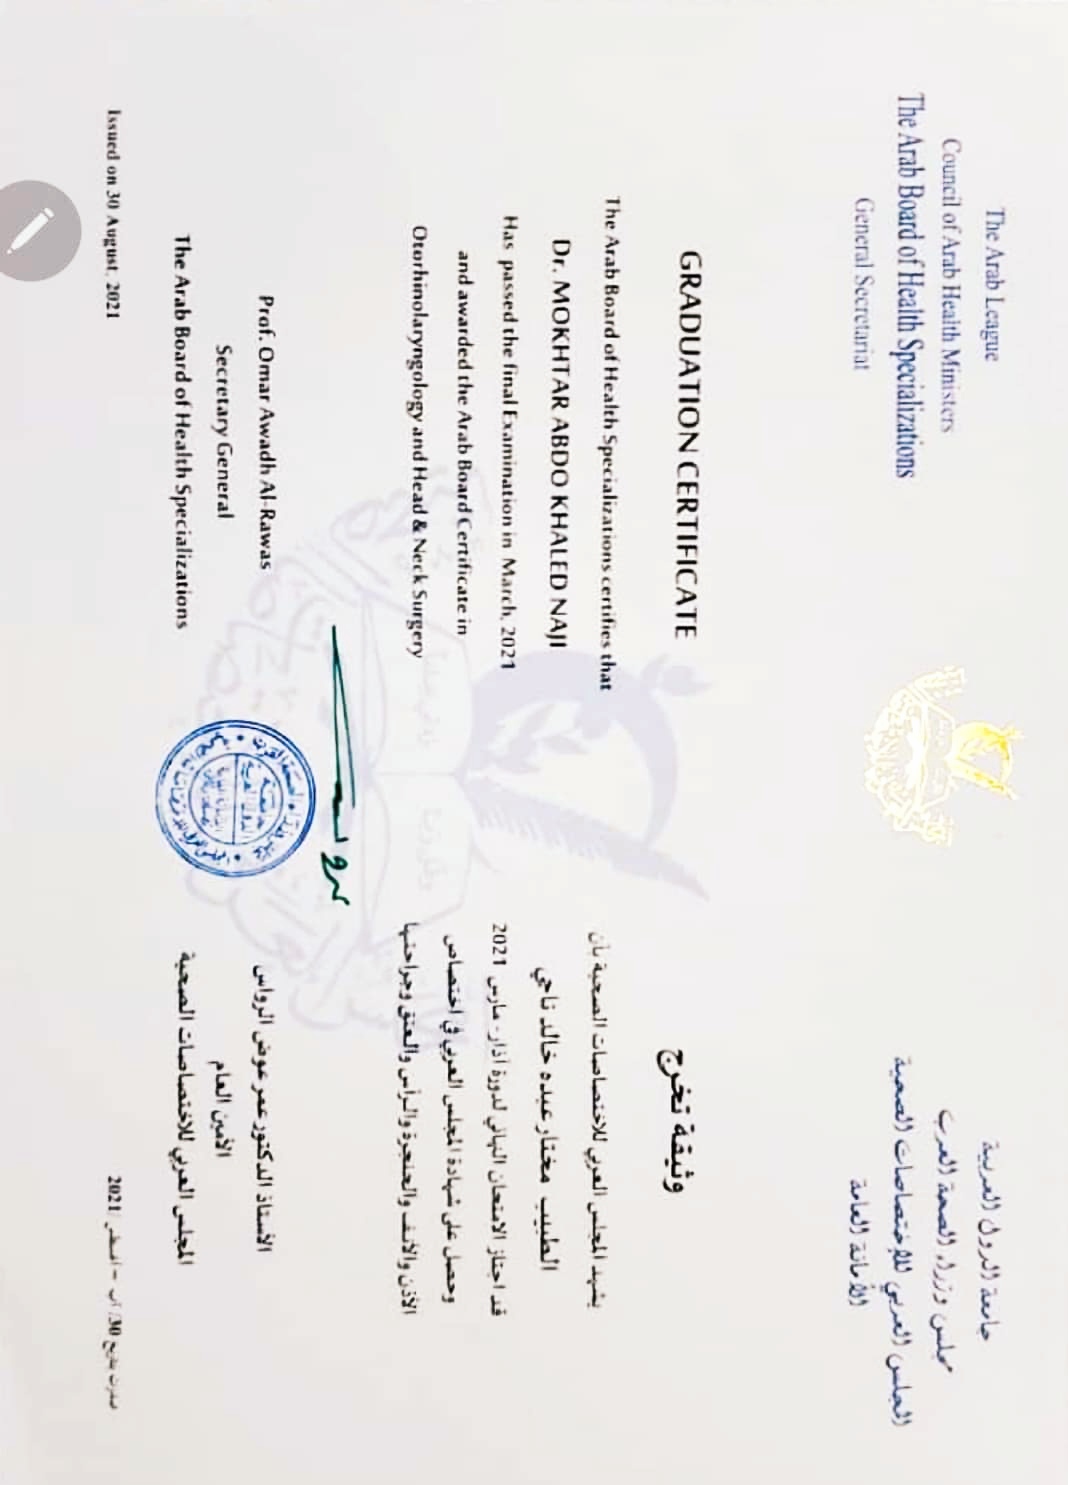 The Arab League
Council of Arab Health Ministers
The Arab Board of Health Specializations
General Secretariat
جامعة الدول العربية
مجلس وزراء الصحة العرب
المجلس العربي للاختصاصات الصحية
الأمانة العامة
GRADUATION CERTIFICATE
The Arab Board of Health Specializations certifies that
Dr. MOKHTAR ABDO KHALED NAJI
Has passed the final Examination in March, 2021
and awarded the Arab Board Certificate in
Otorhinolaryngology and Head & Neck Surgery
وثيقة تخرج
يشهد المجلس العربي للاختصاصات الصحية بأن
الطبيب مختار عبده خالد ناجي
قد اجتاز الامتحان النهائي لدورة آذار - مارس 2021
وحصل على شهادة المجلس العربي في اختصاص
الأذن والأنف والحنجرة والرأس والعنق وجراحتها
Prof. Omar Awadh Al-Rawas
Secretary General
The Arab Board of Health Specializations
الأستاذ الدكتور عمر عوض الرواس
الأمين العام
المجلس العربي للاختصاصات الصحية
Issued on 30 August, 2021
صدرت بتاريخ 30/ آب - أغسطس /2021